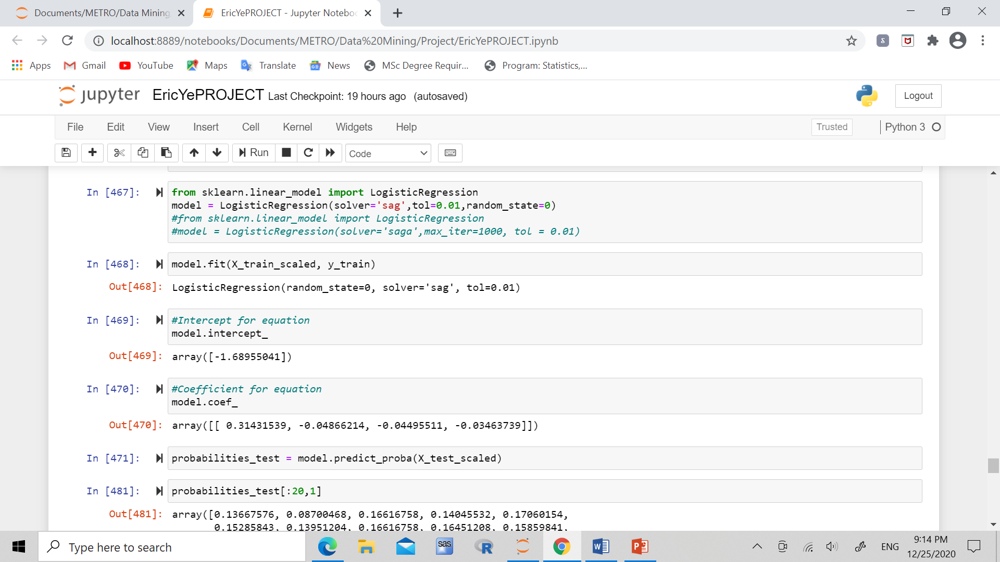 Documents/METRO/Data Mining
EricYePROJECT - Jupyter Notebo
localhost:8889/notebooks/Documents/METRO/Data%20Mining/Project/EricYePROJECT.ipynb
Apps Gmail YouTube Maps Translate News MSc Degree Requir... Program: Statistics,...
jupyter EricYePROJECT Last Checkpoint: 19 hours ago (autosaved) Logout
File Edit View Insert Cell Kernel Widgets Help Trusted Python 3
Run Code
In [467]: from sklearn.linear_model import LogisticRegression
model = LogisticRegression(solver='sag',tol=0.01,random_state=0)
#from sklearn.linear_model import LogisticRegression
#model = LogisticRegression(solver='saga',max_iter=1000, tol = 0.01)
In [468]: model.fit(X_train_scaled, y_train)
Out[468]: LogisticRegression(random_state=0, solver='sag', tol=0.01)
In [469]: #Intercept for equation
model.intercept_
Out[469]: array([-1.68955041])
In [470]: #Coefficient for equation
model.coef_
Out[470]: array([[ 0.31431539, -0.04866214, -0.04495511, -0.03463739]])
In [471]: probabilities_test = model.predict_proba(X_test_scaled)
In [481]: probabilities_test[:20,1]
Out[481]: array([0.13667576, 0.08700468, 0.16616758, 0.14045532, 0.17060154,
0.15285843, 0.13951204, 0.16616758, 0.16451208, 0.15859841,
Type here to search
sas
ENG
9:14 PM
12/25/2020